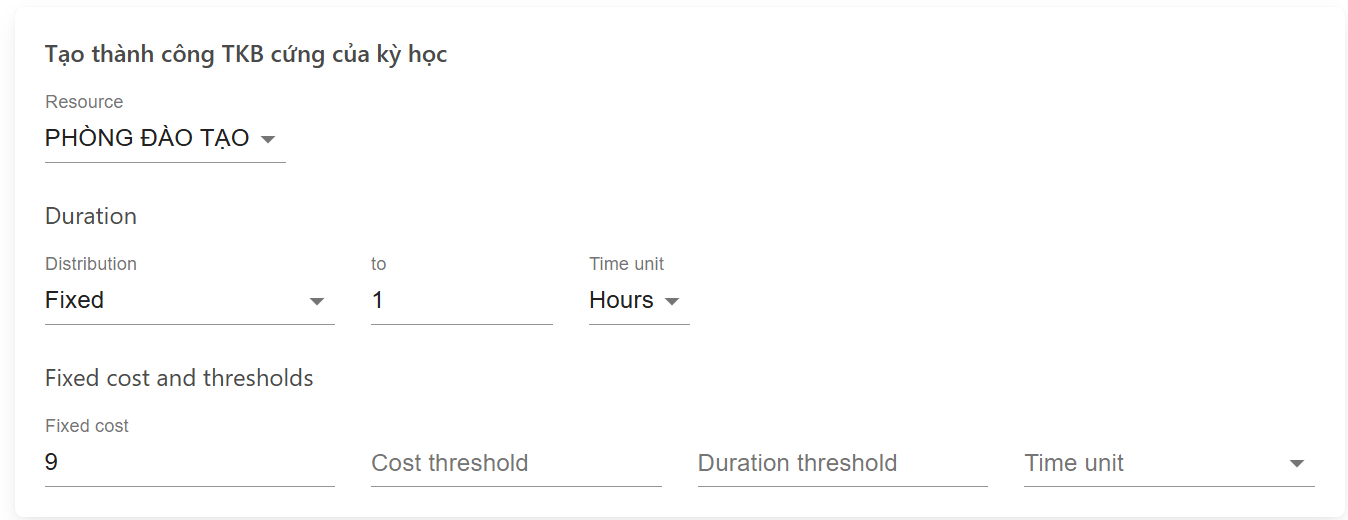 Tạo thành công TKB cứng của kỳ học
Resource
PHÒNG ĐÀO TẠO
Duration
Distribution to Time unit
Fixed 1 Hours
Fixed cost and thresholds
Fixed cost
9 Cost threshold Duration threshold Time unit